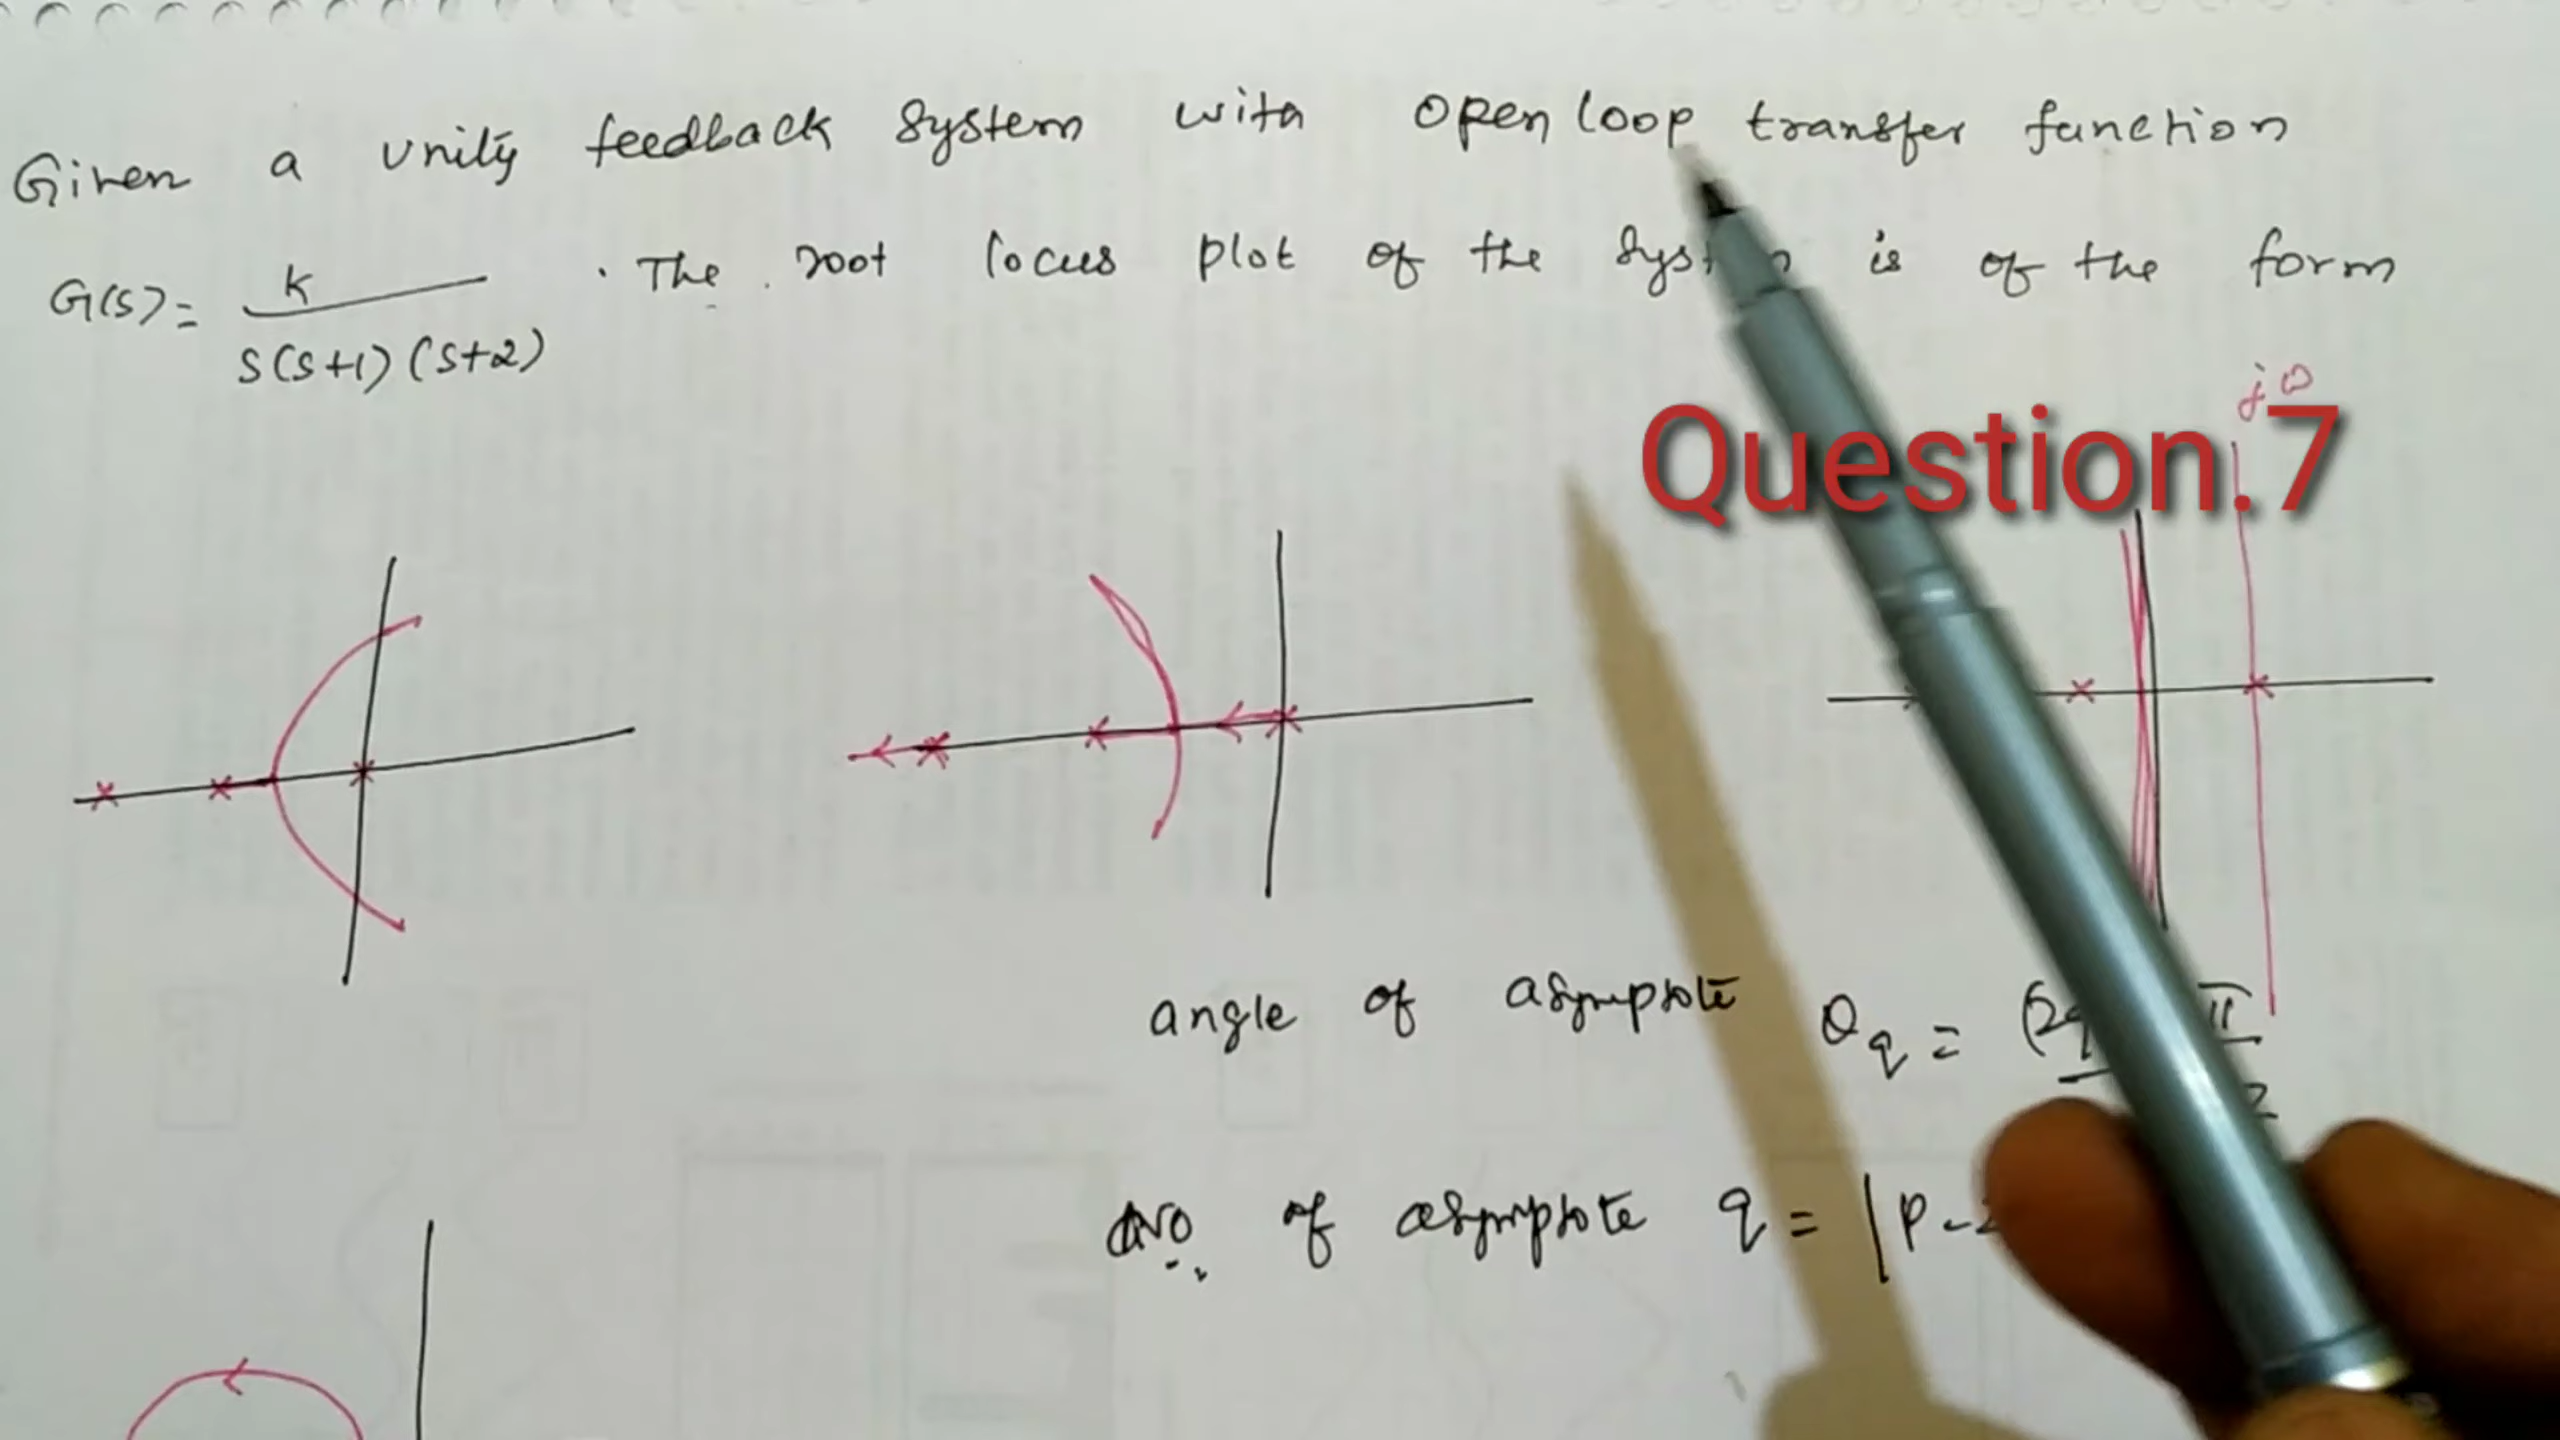 Given a unity feedback system with open loop transfer function
G(s) = K / s(s+1)(s+2) . The root locus plot of the is of the form
jω
Question.7
angle of asymptote θq = (2q π
No. of asymptote q = |P-